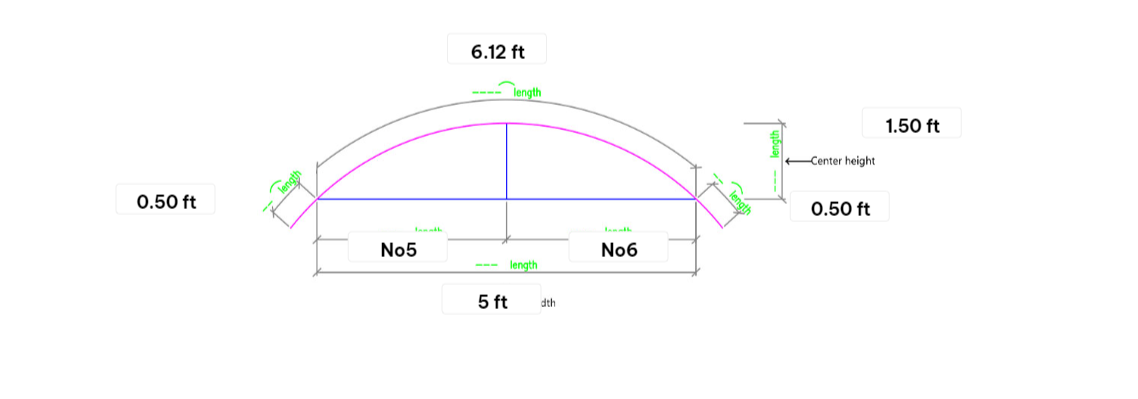 6.12 ft
---- length
1.50 ft
length
--- length
Center height
-- length
0.50 ft
-- length
0.50 ft
No5
No6
--- length
5 ft
dth